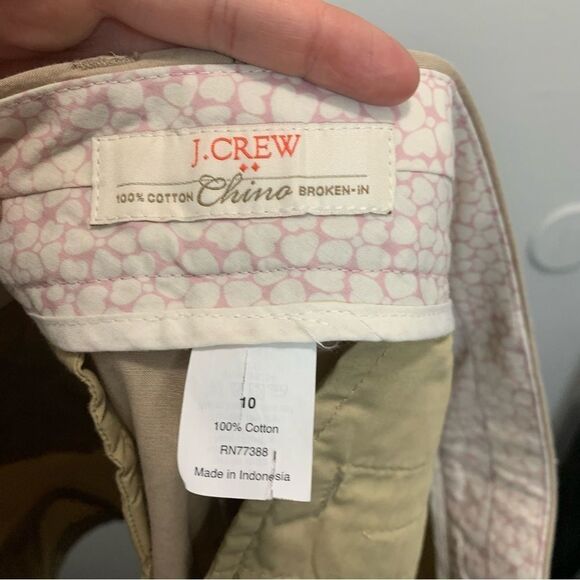 J.CREW
100% COTTON Chino BROKEN-IN
10
100% Cotton
RN77388
Made in Indonesia